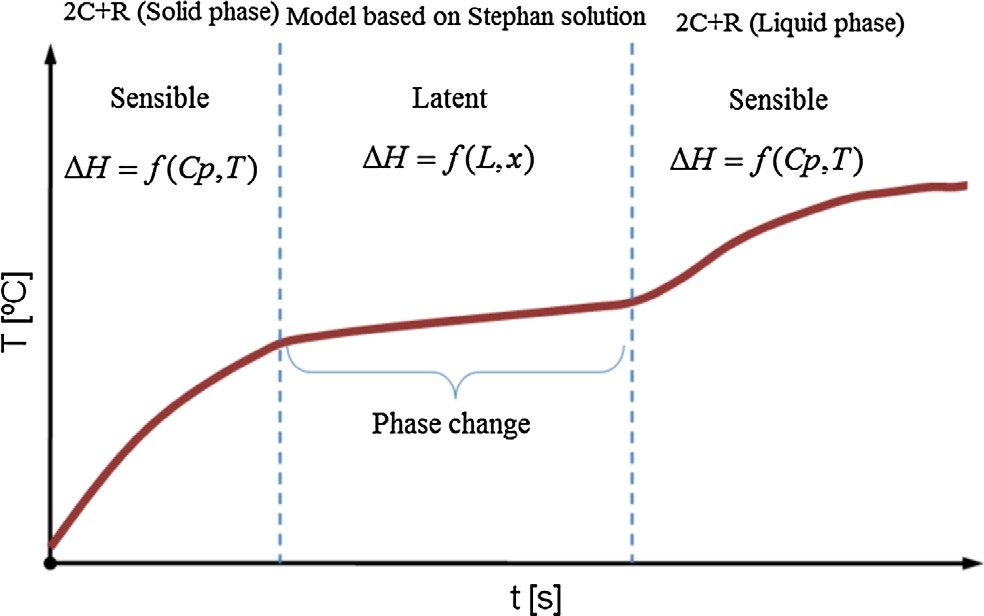 2C+R (Solid phase)
Model based on Stephan solution
2C+R (Liquid phase)
Sensible
Latent
Sensible
ΔH = f(Cp,T)
ΔH = f(L,x)
ΔH = f(Cp,T)
T [ºC]
Phase change
t [s]